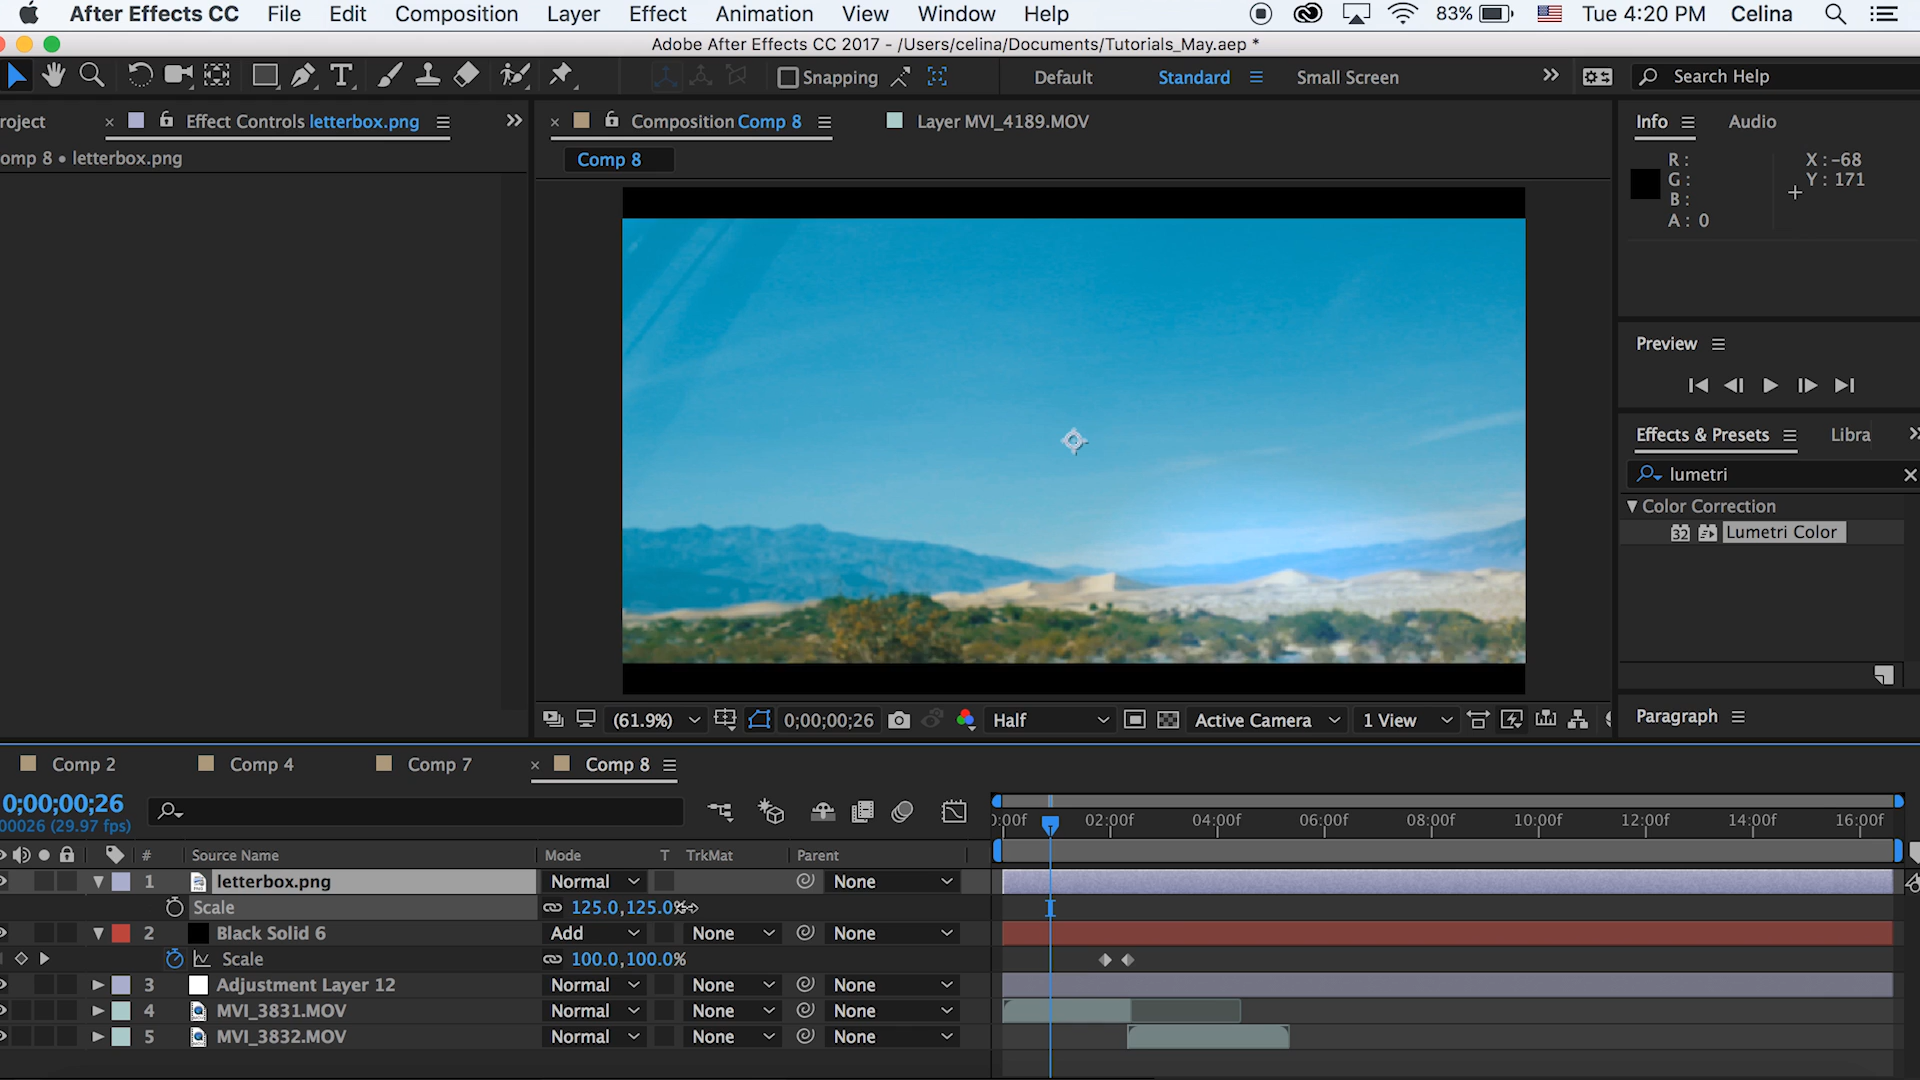 After Effects CC File Edit Composition Layer Effect Animation View Window Help 83% Tue 4:20 PM Celina
Adobe After Effects CC 2017 - /Users/celina/Documents/Tutorials_May.aep *
Snapping Default Standard Small Screen Search Help
roject × Effect Controls letterbox.png × Composition Comp 8 Layer MVI_4189.MOV Info Audio
omp 8 • letterbox.png Comp 8
R :
G :
B :
A : 0
X : -68
Y : 171
Preview
Effects & Presets Libra
lumetri
Color Correction
32 Lumetri Color
Paragraph
(61.9%) 0;00;00;26 Half Active Camera 1 View
Comp 2 Comp 4 Comp 7 × Comp 8
0;00;00;26
00026 (29.97 fps)
0:00f 02:00f 04:00f 06:00f 08:00f 10:00f 12:00f 14:00f 16:00f
# Source Name Mode T TrkMat Parent
1 letterbox.png Normal None
Scale 125.0,125.0%
2 Black Solid 6 Add None None
Scale 100.0,100.0%
3 Adjustment Layer 12 Normal None None
4 MVI_3831.MOV Normal None None
5 MVI_3832.MOV Normal None None